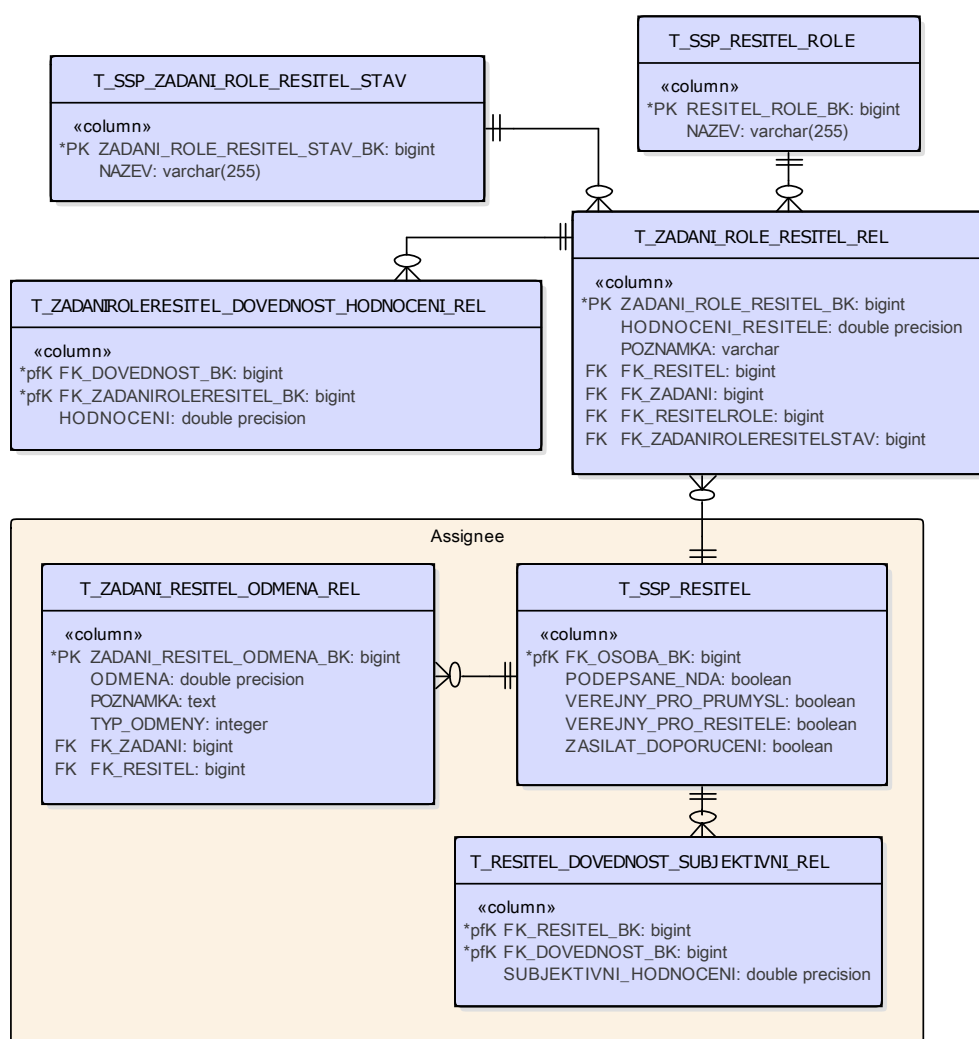 T_SSP_RESITEL_ROLE
«column»
*PK RESITEL_ROLE_BK: bigint
NAZEV: varchar(255)
T_SSP_ZADANI_ROLE_RESITEL_STAV
«column»
*PK ZADANI_ROLE_RESITEL_STAV_BK: bigint
NAZEV: varchar(255)
T_ZADANI_ROLE_RESITEL_REL
«column»
*PK ZADANI_ROLE_RESITEL_BK: bigint
HODNOCENI_RESITELE: double precision
POZNAMKA: varchar
FK FK_RESITEL: bigint
FK FK_ZADANI: bigint
FK FK_RESITELROLE: bigint
FK FK_ZADANIROLERESITELSTAV: bigint
T_ZADANIROLERESITEL_DOVEDNOST_HODNOCENI_REL
«column»
*pfK FK_DOVEDNOST_BK: bigint
*pfK FK_ZADANIROLERESITEL_BK: bigint
HODNOCENI: double precision
Assignee
T_ZADANI_RESITEL_ODMENA_REL
«column»
*PK ZADANI_RESITEL_ODMENA_BK: bigint
ODMENA: double precision
POZNAMKA: text
TYP_ODMENY: integer
FK FK_ZADANI: bigint
FK FK_RESITEL: bigint
T_SSP_RESITEL
«column»
*pfK FK_OSOBA_BK: bigint
PODEPSANE_NDA: boolean
VEREJNY_PRO_PRUMYSL: boolean
VEREJNY_PRO_RESITELE: boolean
ZASILAT_DOPORUCENI: boolean
T_RESITEL_DOVEDNOST_SUBJEKTIVNI_REL
«column»
*pfK FK_RESITEL_BK: bigint
*pfK FK_DOVEDNOST_BK: bigint
SUBJEKTIVNI_HODNOCENI: double precision